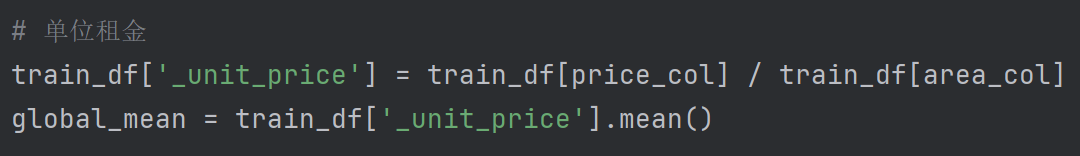 # 单位租金
train_df['_unit_price'] = train_df[price_col] / train_df[area_col]
global_mean = train_df['_unit_price'].mean()